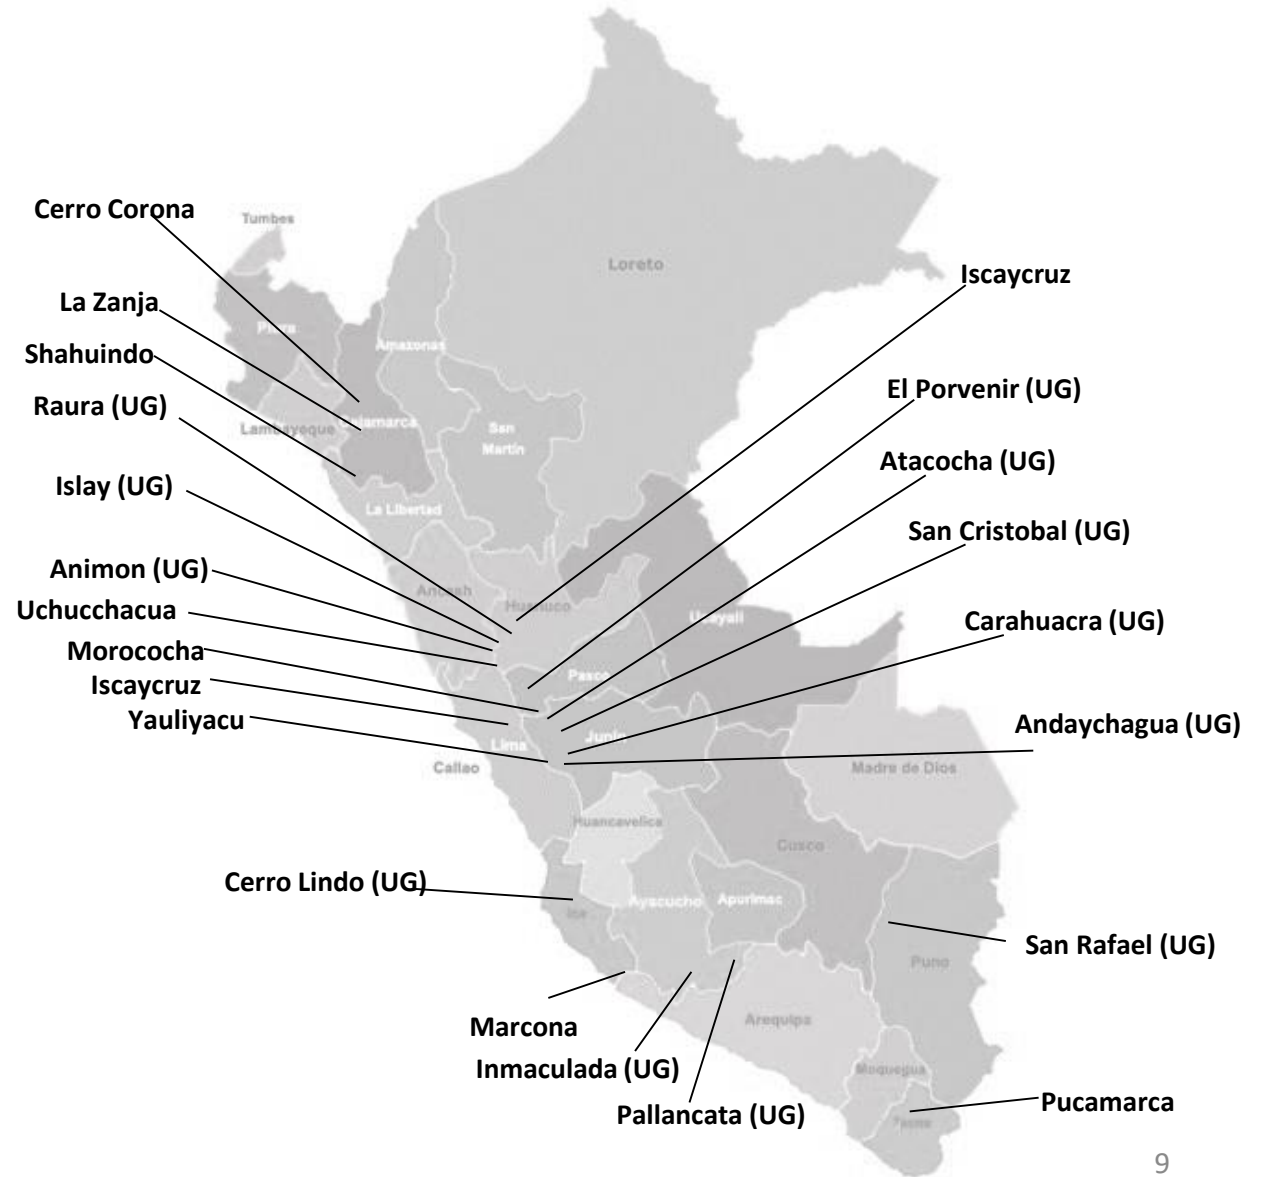 Cerro Corona
Tumbes
Loreto
Iscaycruz
La Zanja
Piura
Amazonas
Shahuindo
El Porvenir (UG)
Raura (UG)
Lambayeque
Cajamarca
San
Martín
Atacocha (UG)
Islay (UG)
La Libertad
San Cristobal (UG)
Animon (UG)
Ancash
Huanuco
Uchucchacua
Ucayali
Carahuacra (UG)
Morococha
Pasco
Iscaycruz
Yauliyacu
Andaychagua (UG)
Lima
Junín
Callao
Madre de Dios
Huancavelica
Cusco
Cerro Lindo (UG)
Ica
Ayacucho
Apurimac
San Rafael (UG)
Puno
Marcona
Arequipa
Inmaculada (UG)
Moquegua
Pallancata (UG)
Pucamarca
Tacna
9